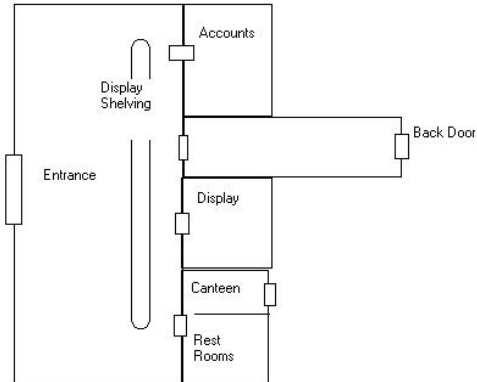 Accounts
Display
Shelving
Back Door
Entrance
Display
Canteen
Rest
Rooms